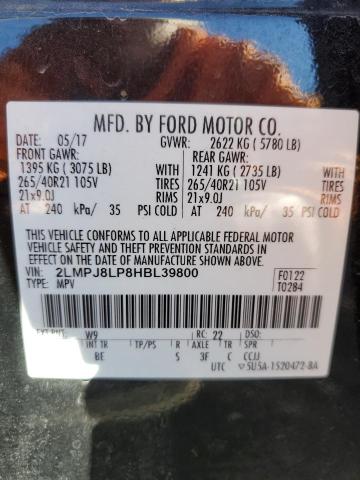 MFD. BY FORD MOTOR CO.
DATE: 05/17 GVWR: 2622 KG ( 5780 LB)
FRONT GAWR: REAR GAWR:
1395 KG ( 3075 LB) WITH 1241 KG ( 2735 LB) WITH
265/40R21 105V TIRES 265/40R21 105V TIRES
21x9.0J RIMS 21x9.0J RIMS
AT 240 kPa/ 35 PSI COLD AT 240 kPa/ 35 PSI COLD
THIS VEHICLE CONFORMS TO ALL APPLICABLE FEDERAL MOTOR
VEHICLE SAFETY AND THEFT PREVENTION STANDARDS IN
EFFECT ON THE DATE OF MANUFACTURE SHOWN ABOVE.
VIN: 2LMPJ8LP8HBL39800 F0122
TYPE: MPV T0284
EXT PNT: W9 RC: 22 DSO:
INT TR TP/PS R AXLE TR SPR
BE S 3F C CCJJ
UTC 5U5A-1520472-BA